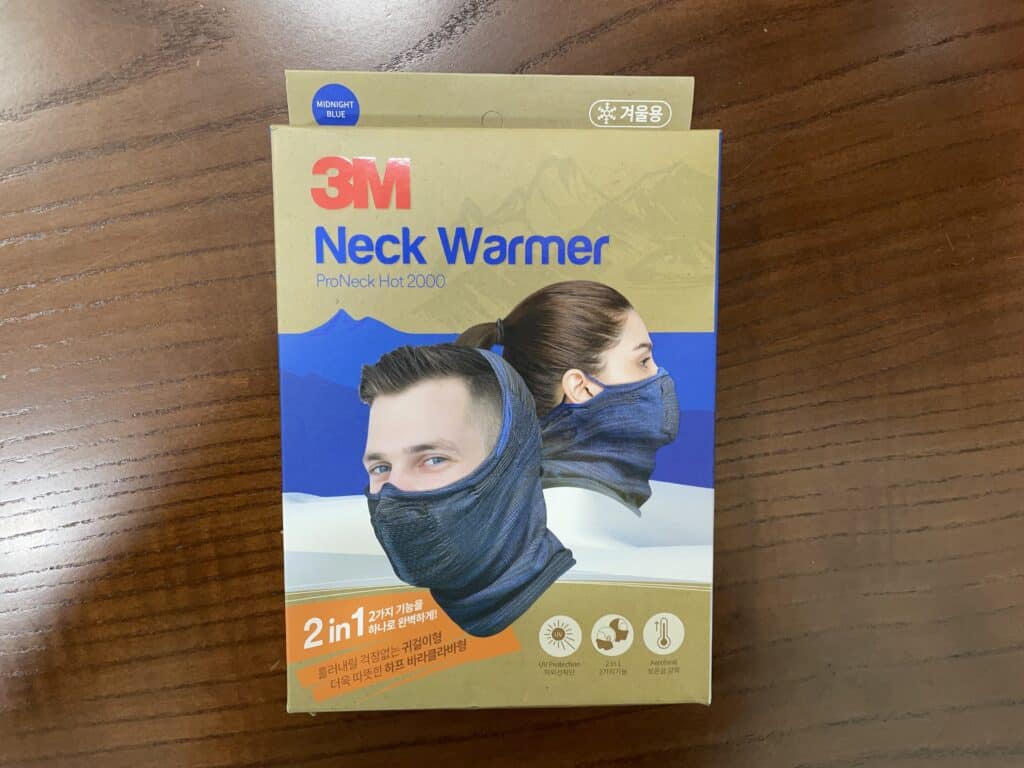 MIDNIGHT
BLUE
겨울용
3M
Neck Warmer
ProNeck Hot 2000
2 in 1 2가지 기능을
하나로 완벽하게!
흘러내릴 걱정없는 귀걸이형
더욱 따뜻한 하프 바라클라바형
UV
UV Protection
자외선차단
2 in 1
2가지기능
Aeroheat
보온성 강화